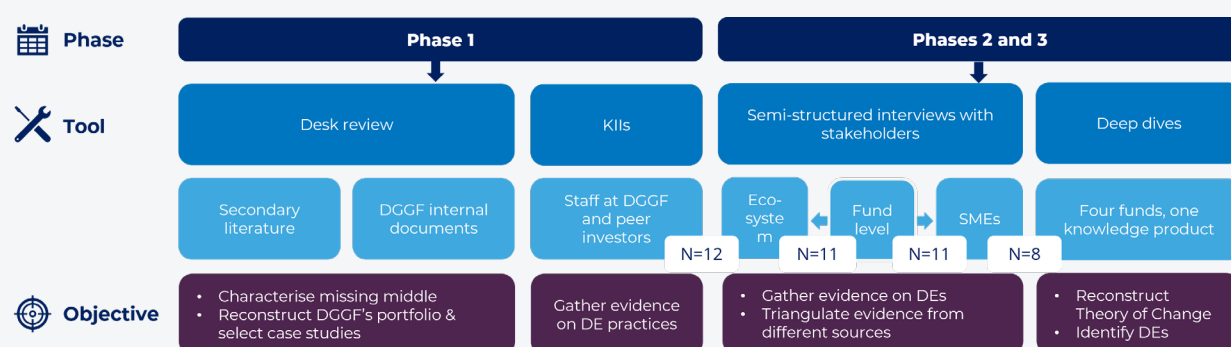 Phase
Phase 1
Phases 2 and 3
Tool
Desk review
KIIs
Semi-structured interviews with
stakeholders
Deep dives
Secondary
literature
DGGF internal
documents
Staff at DGGF
and peer
investors
N=12
Eco-
syste
m
N=11
Fund
level
N=11
SMEs
N=8
Four funds, one
knowledge product
Objective
• Characterise missing middle
• Reconstruct DGGF's portfolio &
select case studies
Gather evidence
on DE practices
• Gather evidence on DEs
• Triangulate evidence from
different sources
• Reconstruct
Theory of Change
• Identify DEs